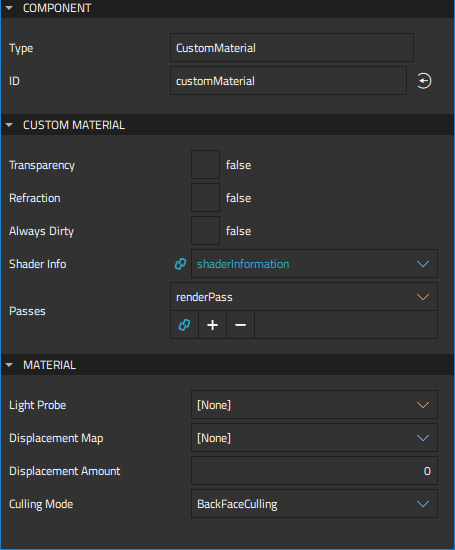 COMPONENT
Type CustomMaterial
ID customMaterial
CUSTOM MATERIAL
Transparency false
Refraction false
Always Dirty false
Shader Info shaderInformation
Passes renderPass
MATERIAL
Light Probe [None]
Displacement Map [None]
Displacement Amount 0
Culling Mode BackFaceCulling